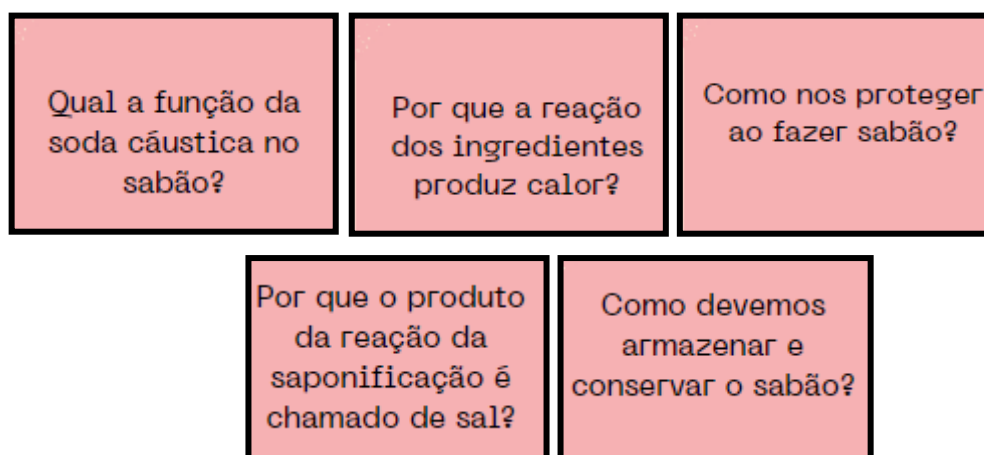 Qual a função da
soda cáustica no
sabão?
Por que a reação
dos ingredientes
produz calor?
Como nos proteger
ao fazer sabão?
Por que o produto
da reação da
saponificação é
chamado de sal?
Como devemos
armazenar e
conservar o sabão?